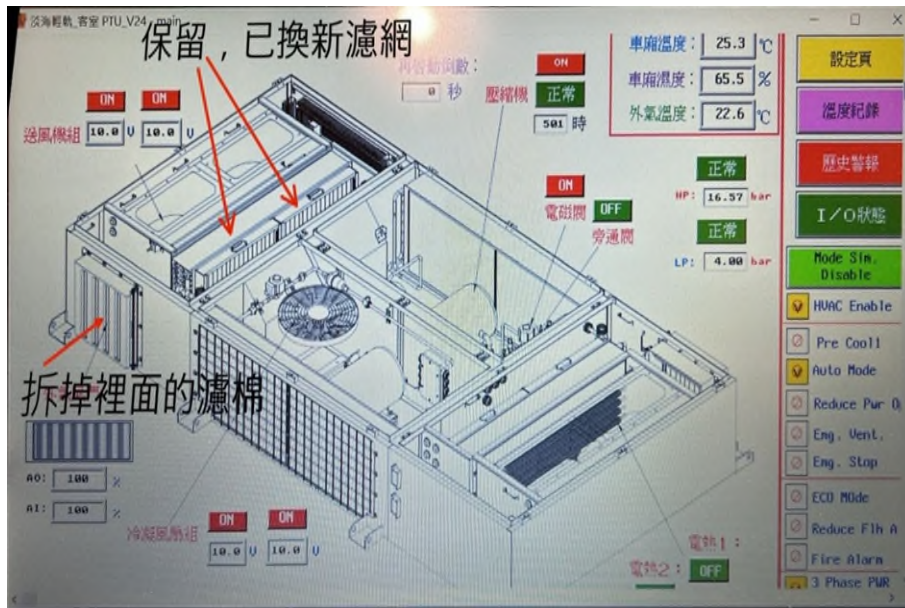 淡海輕軌_客室 PTU_V24 - main
保留，已換新濾網
車廂溫度： 25.3 ℃
車廂濕度： 65.5 %
外氣溫度： 22.6 ℃
0 秒
壓縮機
ON
正常
501 時
ON ON
送風機組 10.0 V 10.0 V
正常
HP: 16.57 bar
正常
LP: 4.00 bar
ON
電磁閥 OFF
旁通閥
拆掉裡面的濾棉
AO: 100 %
AI: 100 %
冷凝風扇組
ON ON
10.0 V 10.0 V
電熱1：
電熱2： OFF
設定頁
溫度紀錄
歷史警報
I/O狀態
Mode Sim.
Disable
HVAC Enable
Pre Cool1
Auto Mode
Reduce Pwr
Emg. Vent.
Emg. Stop
ECO MOde
Reduce Flh A
Fire Alarm
3 Phase PWR